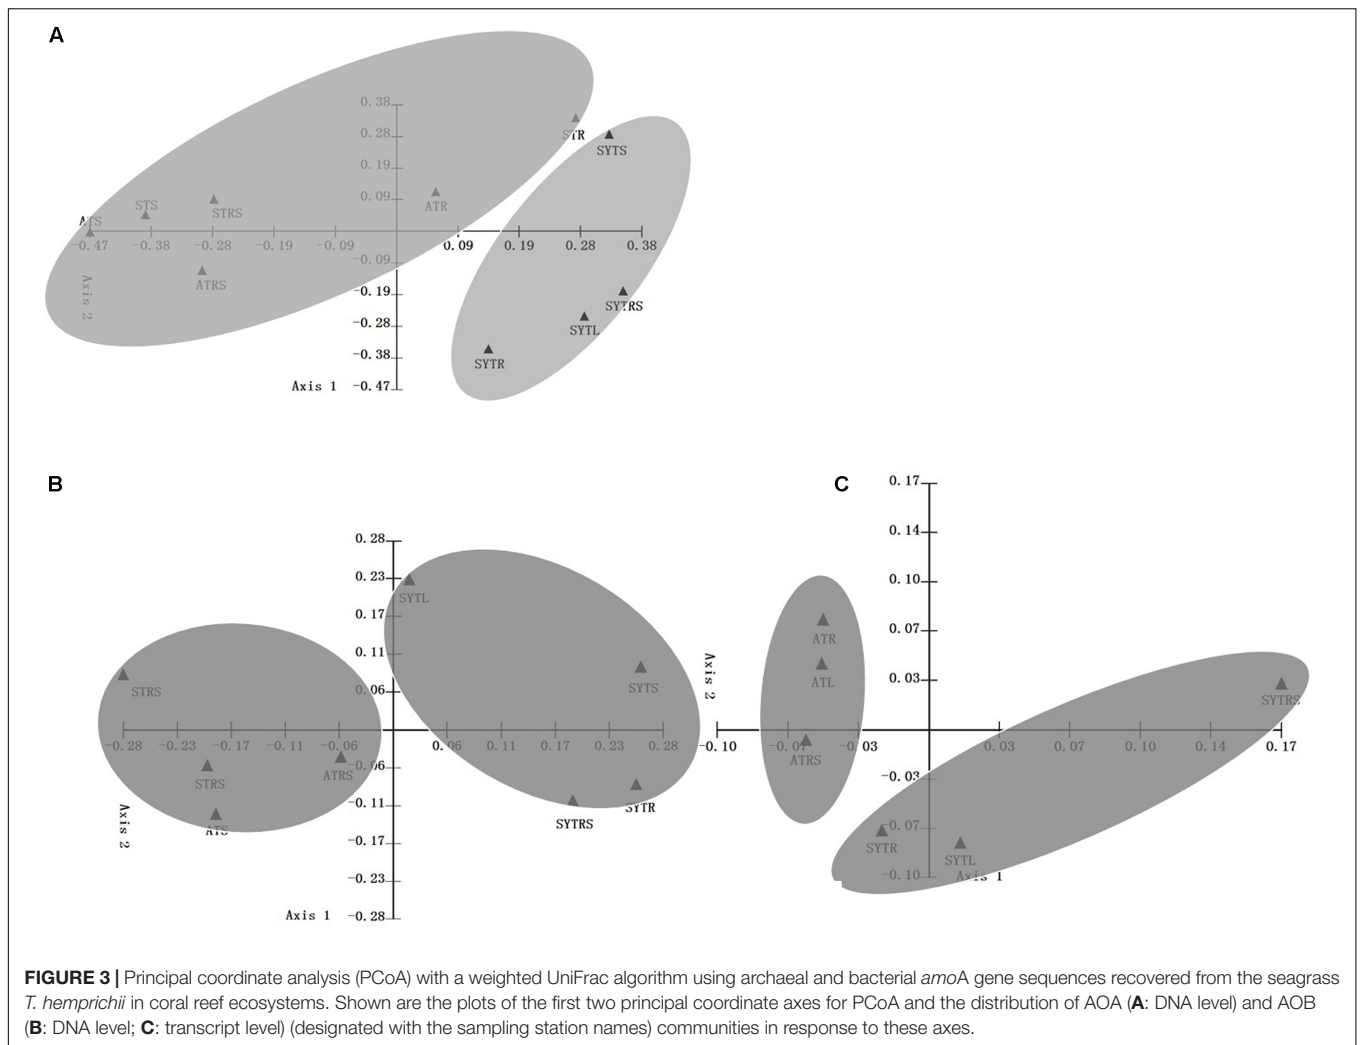 A
0.38
0.28
0.19
0.09
STR
SYTS
STS
STRS
ATR
ATS
-0.47 -0.38 -0.28 -0.19 -0.09 0.09 0.19 0.28 0.38
-0.09
ATRS
Axis 2
-0.19
SYTRS
-0.28
SYTL
-0.38
SYTR
Axis 1 -0.47
B
0.28
0.23
SYTL
0.17
0.11
SYTS
0.06
STRS
-0.28 -0.23 -0.17 -0.11 -0.06 0.06 0.11 0.17 0.23 0.28
-0.06
ATRS
STRS
SYTR
-0.11
ATS
SYTRS
Axis 2
-0.17
-0.23
Axis 1 -0.28
C
0.17
0.14
0.10
0.07
ATR
0.03
ATL
Axis 2
SYTRS
-0.10 -0.03 0.03 0.07 0.10 0.14 0.17
ATRS
-0.03
-0.07
SYTR
SYTL
-0.10
Axis 1
FIGURE 3 | Principal coordinate analysis (PCoA) with a weighted UniFrac algorithm using archaeal and bacterial amoA gene sequences recovered from the seagrass
T. hemprichii in coral reef ecosystems. Shown are the plots of the first two principal coordinate axes for PCoA and the distribution of AOA (A: DNA level) and AOB
(B: DNA level; C: transcript level) (designated with the sampling station names) communities in response to these axes.